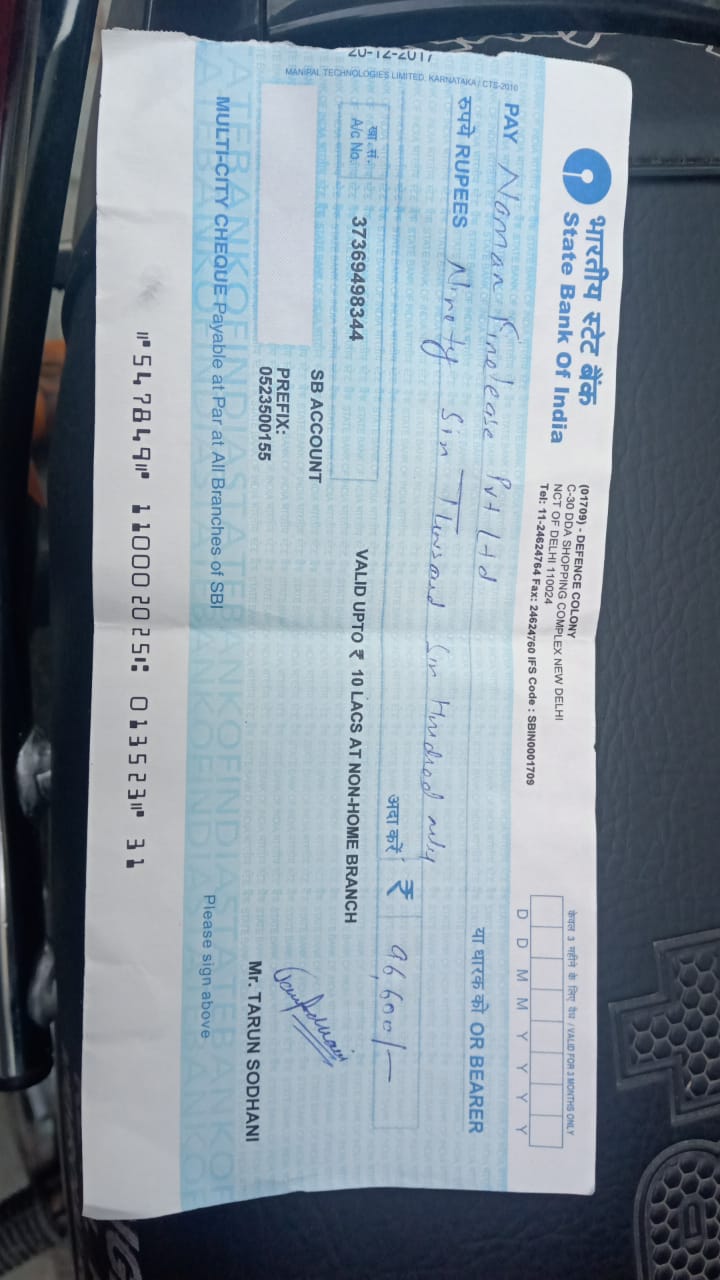 भारतीय स्टेट बैंक
State Bank Of India
(01709) - DEFENCE COLONY
C-30 DDA SHOPPING COMPLEX NEW DELHI
NCT OF DELHI 110024
Tel: 11-24624764 Fax: 24624760 IFS Code : SBIN0001709
केवल 3 महीने के लिए वैध / VALID FOR 3 MONTHS ONLY
D D M M Y Y Y Y
PAY Naman Finlease Pvt Ltd
या धारक को OR BEARER
रुपये RUPEES Ninety Six Thousand Six Hundred only
अदा करें ₹ 96,600/-
खा. सं.
A/c No. 37369498344
VALID UPTO ₹ 10 LACS AT NON-HOME BRANCH
SB ACCOUNT
PREFIX:
0523500155
Mr. TARUN SODHANI
MULTI-CITY CHEQUE Payable at Par at All Branches of SBI
Please sign above
⑈547849⑈ 110002025⑆ 013523⑈ 31
20-12-2017
MANIPAL TECHNOLOGIES LIMITED, KARNATAKA / CTS-2010